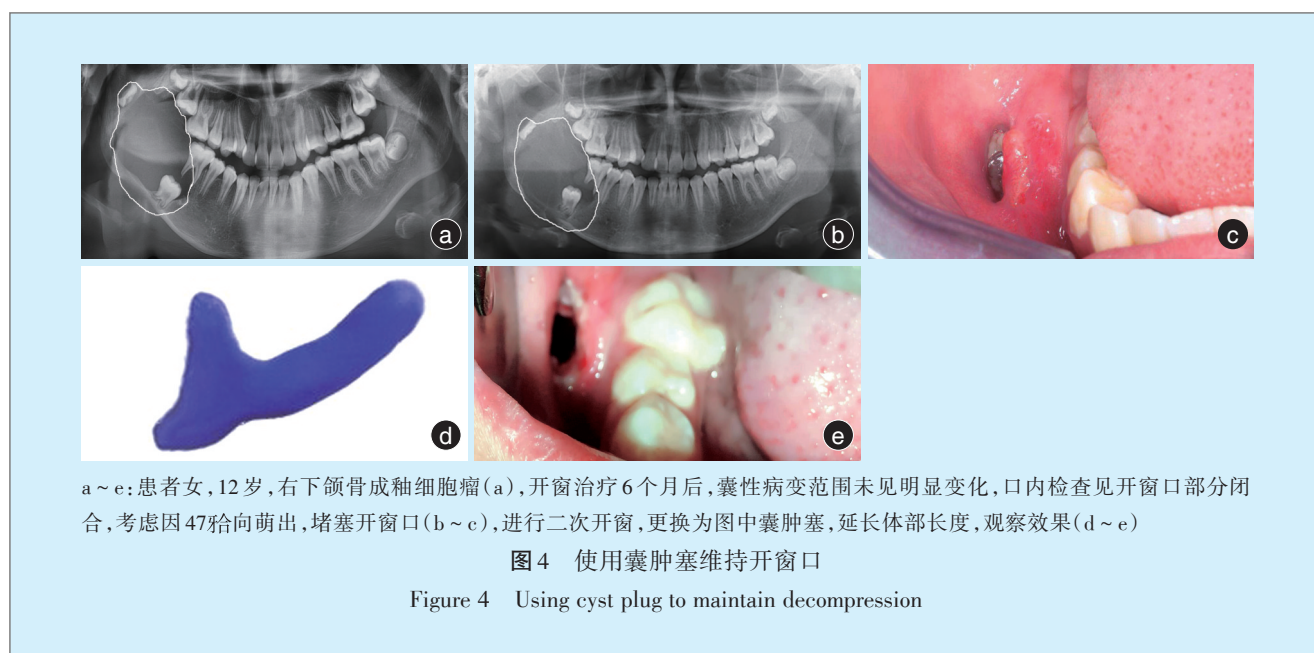 a
b
c
d
e
a~e:患者女,12岁,右下颌骨成釉细胞瘤(a),开窗治疗6个月后,囊性病变范围未见明显变化,口内检查见开窗口部分闭
合,考虑因47𬌗向萌出,堵塞开窗口(b~c),进行二次开窗,更换为图中囊肿塞,延长体部长度,观察效果(d~e)
图4 使用囊肿塞维持开窗口
Figure 4 Using cyst plug to maintain decompression